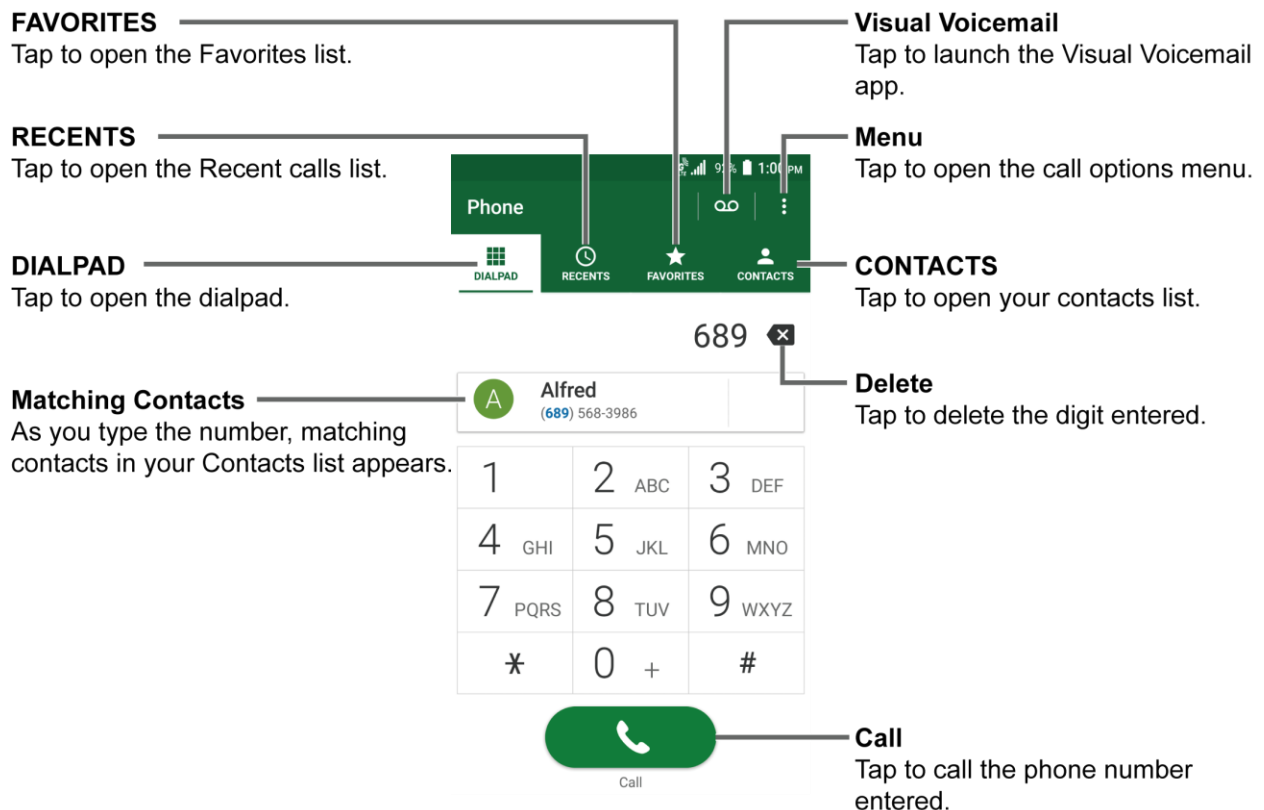 FAVORITES
Tap to open the Favorites list.
Visual Voicemail
Tap to launch the Visual Voicemail
app.
RECENTS
Tap to open the Recent calls list.
Menu
Tap to open the call options menu.
1:00 PM
Phone
DIALPAD
RECENTS
FAVORITES
CONTACTS
DIALPAD
Tap to open the dialpad.
CONTACTS
Tap to open your contacts list.
689
Matching Contacts
As you type the number, matching
contacts in your Contacts list appears.
A
Alfred
(689) 568-3986
Delete
Tap to delete the digit entered.
1
2 ABC
3 DEF
4 GHI
5 JKL
6 MNO
7 PQRS
8 TUV
9 WXYZ
*
0 +
#
Call
Call
Tap to call the phone number
entered.